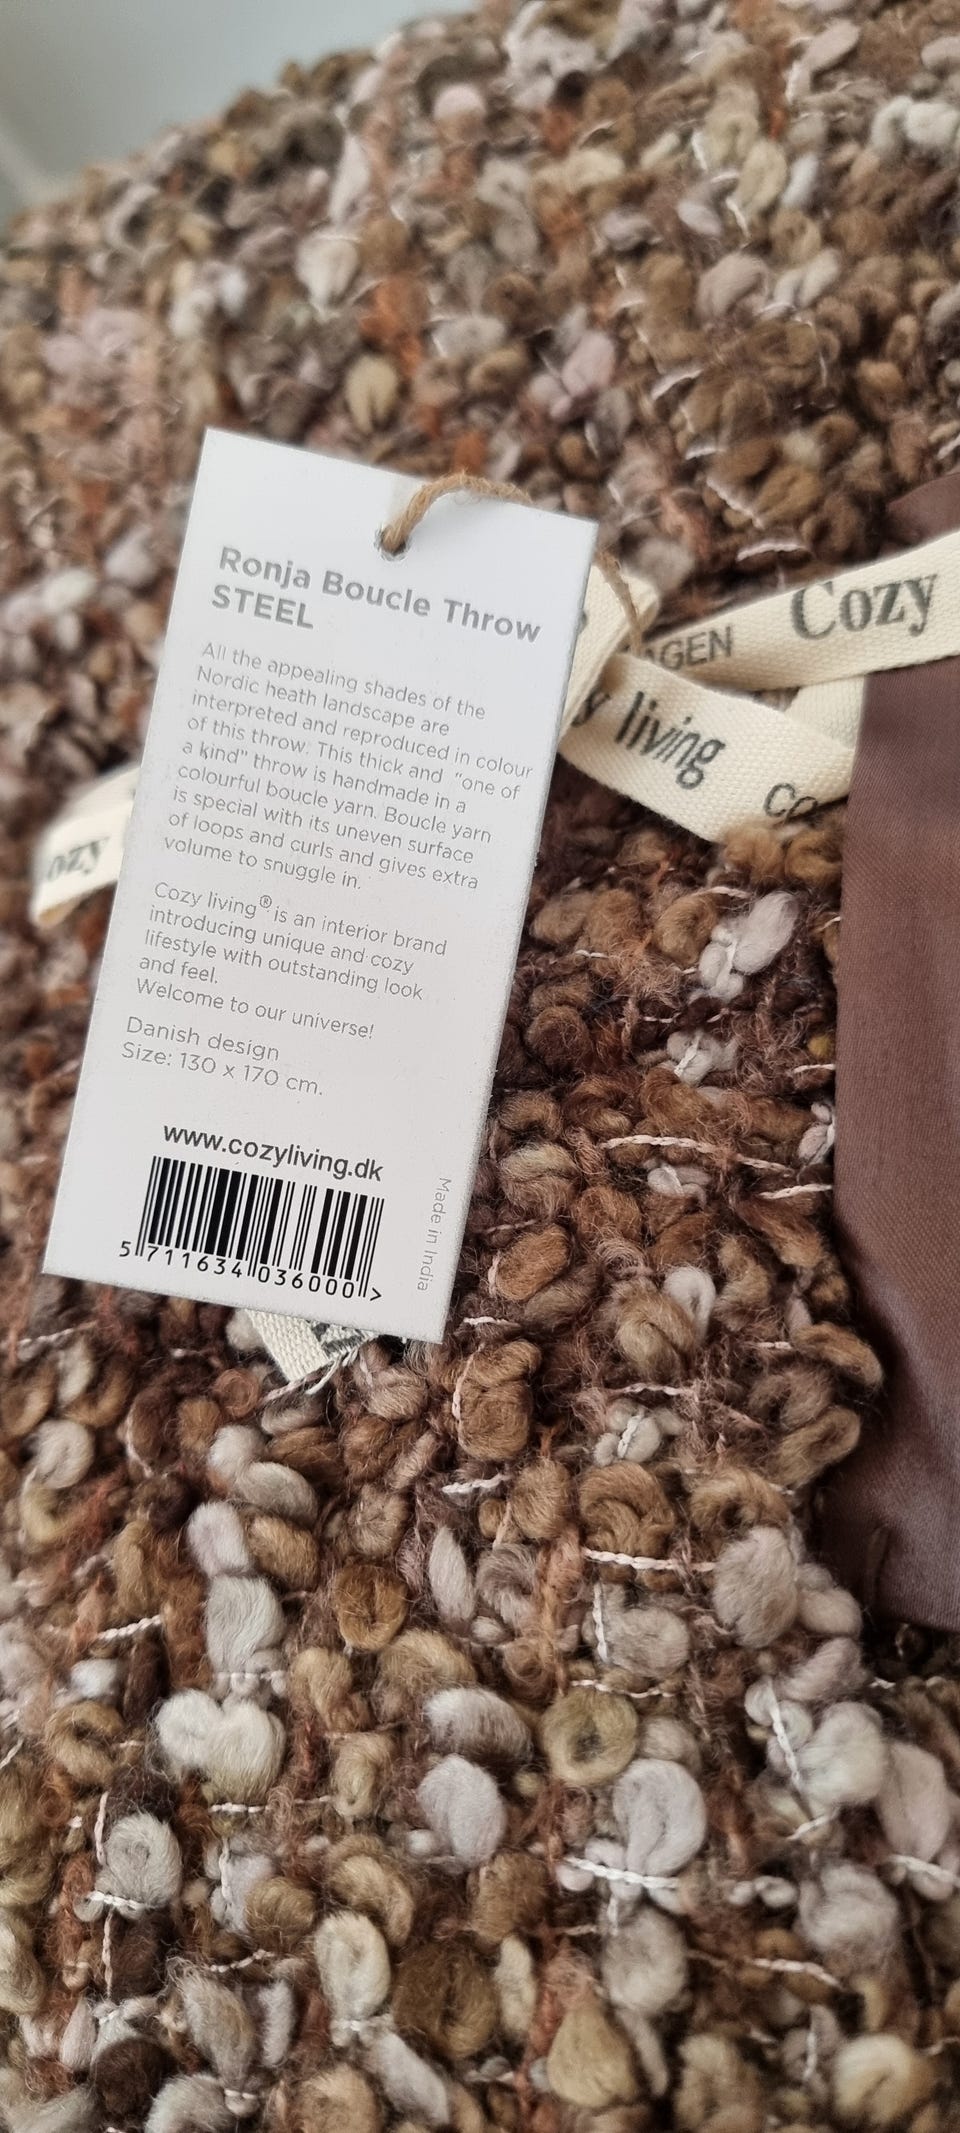 Ronja Boucle Throw
STEEL
All the appealing shades of the
Nordic heath landscape are
interpreted and reproduced in colour
of this throw. This thick and "one of
a kind" throw is handmade in a
colourful boucle yarn. Boucle yarn
is special with its uneven surface
of loops and curls and gives extra
volume to snuggle in.
Cozy living® is an interior brand
introducing unique and cozy
lifestyle with outstanding look
and feel.
Welcome to our universe!
Danish design
Size: 130 x 170 cm.
www.cozyliving.dk
5 711634 036000 >
Made in India
Cozy
AGEN
y living
co
ozy